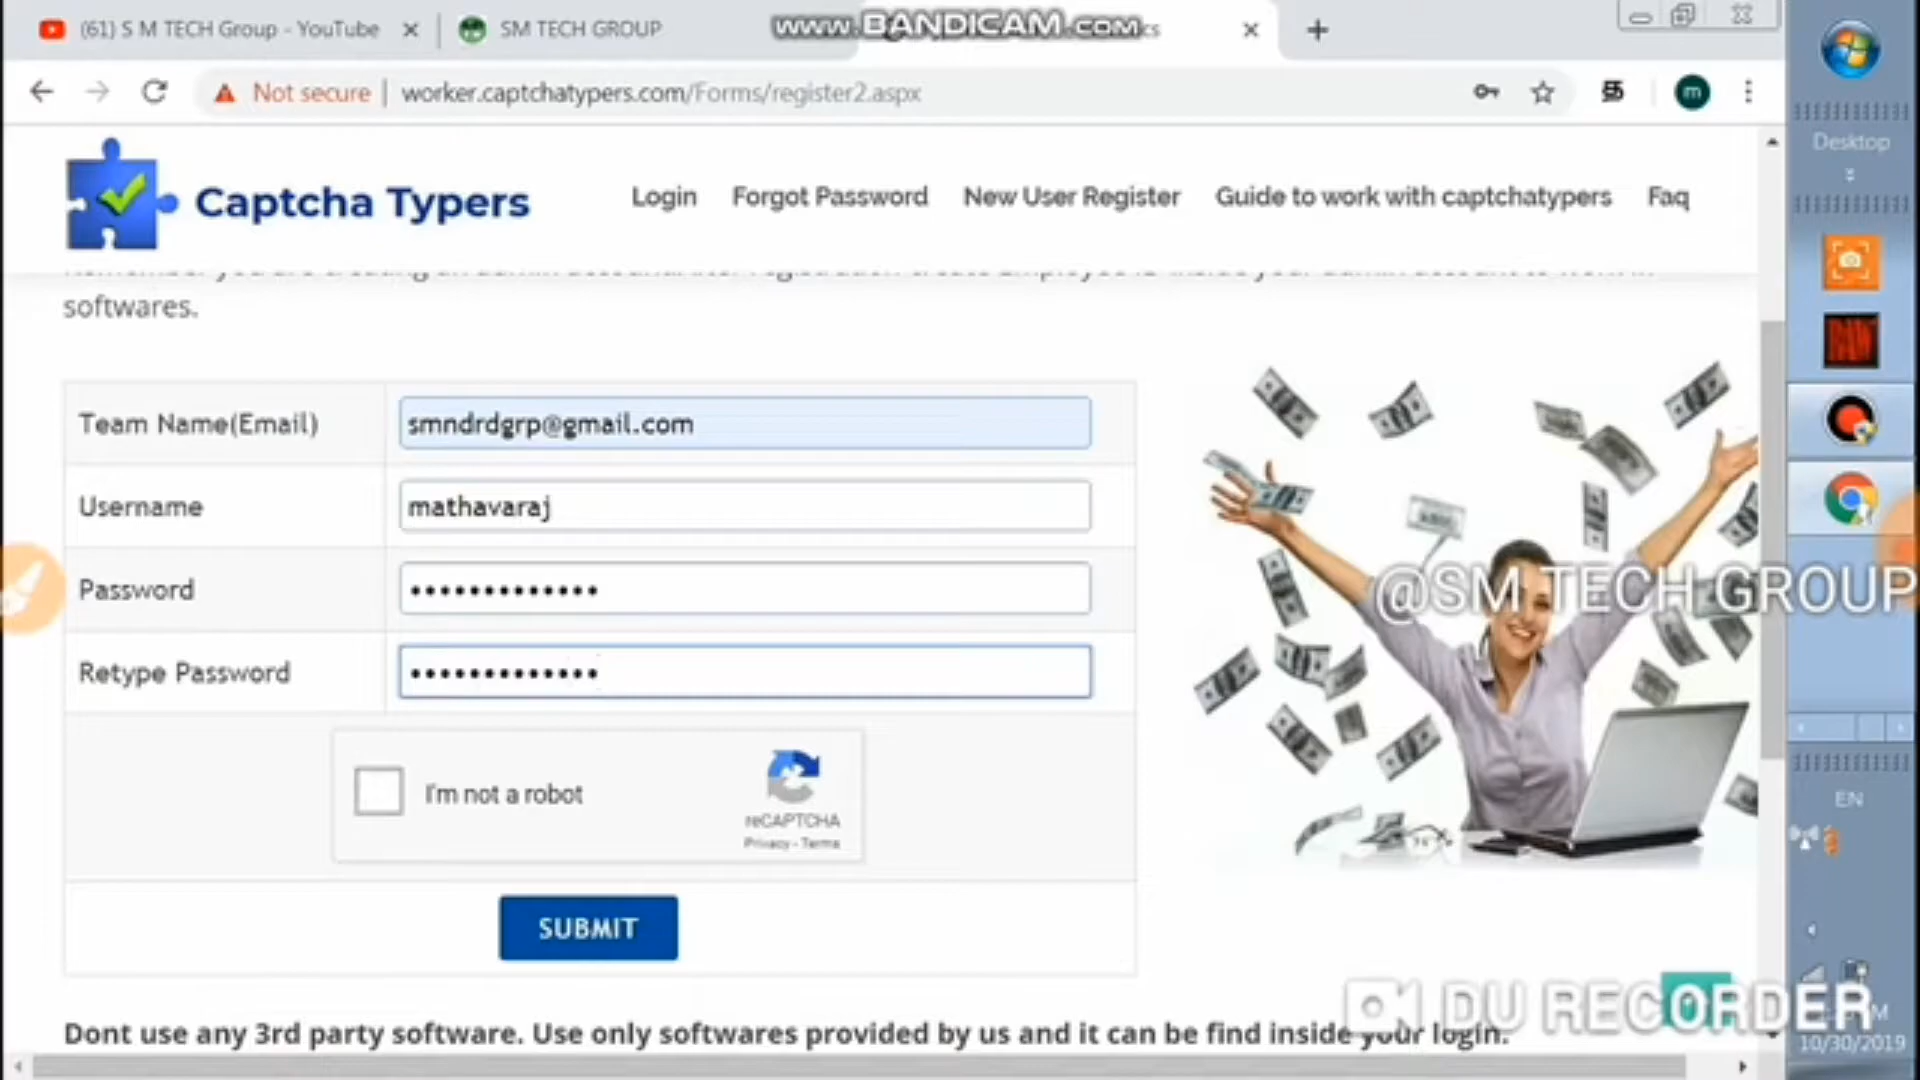 (61) S M TECH Group - YouTube
SM TECH GROUP
www.BANDICAM.com
Not secure
worker.captchatypers.com/Forms/register2.aspx
Captcha Typers
Login
Forgot Password
New User Register
Guide to work with captchatypers
Faq
Desktop
softwares.
Team Name(Email)
smndrdgrp@gmail.com
Username
mathavaraj
Password
Retype Password
@SM TECH GROUP
I'm not a robot
reCAPTCHA
Privacy - Terms
SUBMIT
EN
DU RECORDER
Dont use any 3rd party software. Use only softwares provided by us and it can be find inside your login.
10/30/2019